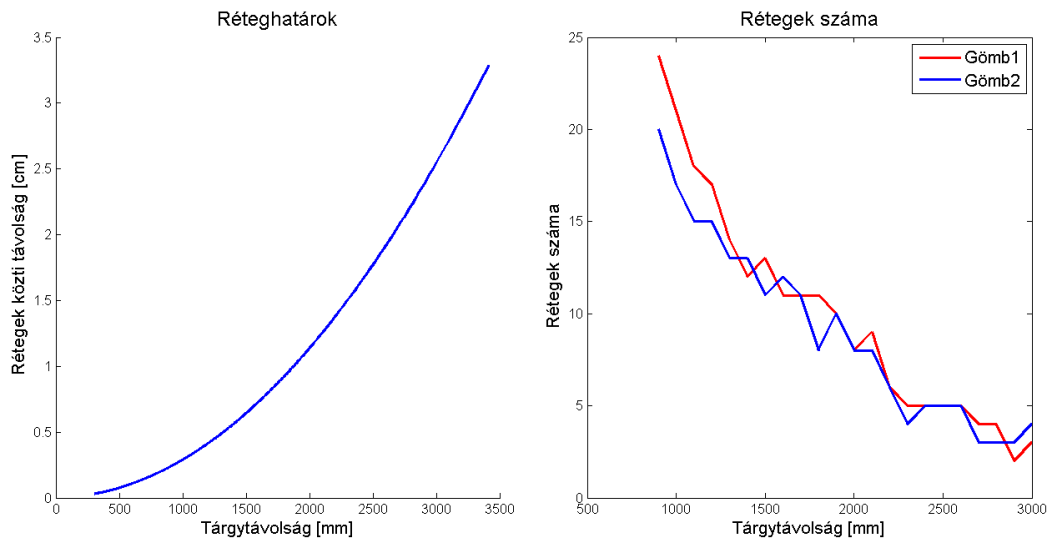 Réteghatárok
Rétegek közti távolság [cm]
3.5
3
2.5
2
1.5
1
0.5
0
0 500 1000 1500 2000 2500 3000 3500
Tárgytávolság [mm]
Rétegek száma
Rétegek száma
25
20
15
10
5
0
Gömb1
Gömb2
500 1000 1500 2000 2500 3000
Tárgytávolság [mm]